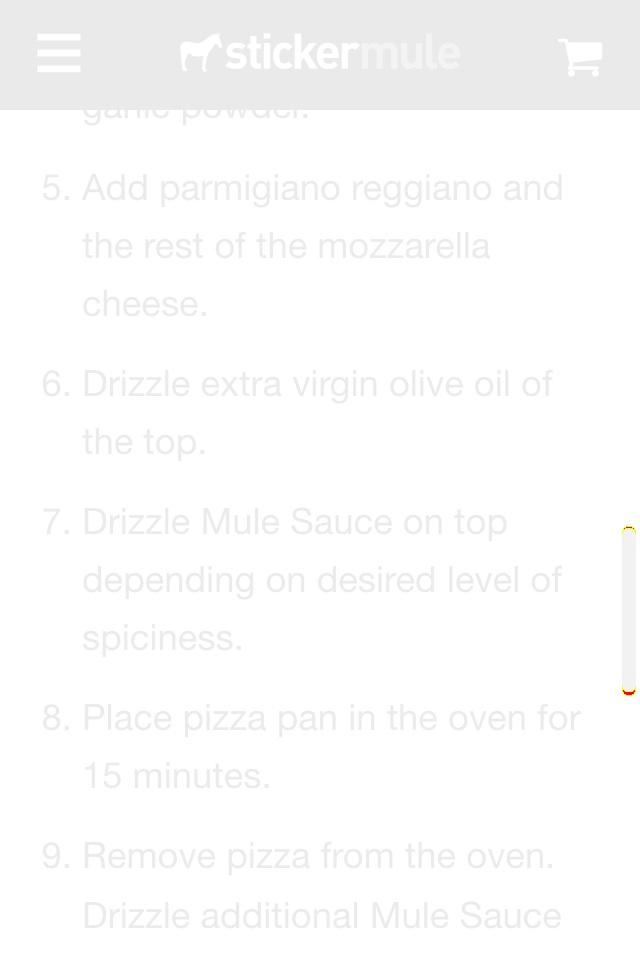 stickermule
garlic powder.
5. Add parmigiano reggiano and
the rest of the mozzarella
cheese.
6. Drizzle extra virgin olive oil of
the top.
7. Drizzle Mule Sauce on top
depending on desired level of
spiciness.
8. Place pizza pan in the oven for
15 minutes.
9. Remove pizza from the oven.
Drizzle additional Mule Sauce